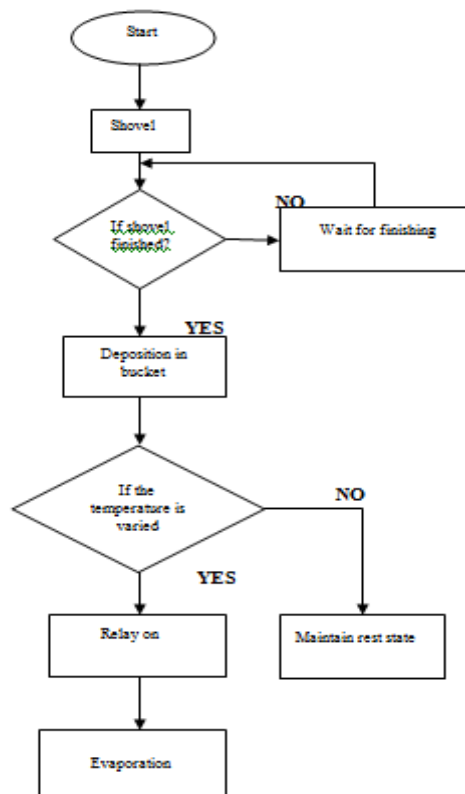 Start
Shovel
NO
If shovel
finished?
Wait for finishing
YES
Deposition in
bucket
If the
temperature is
varied
NO
YES
Relay on
Maintain rest state
Evaporation